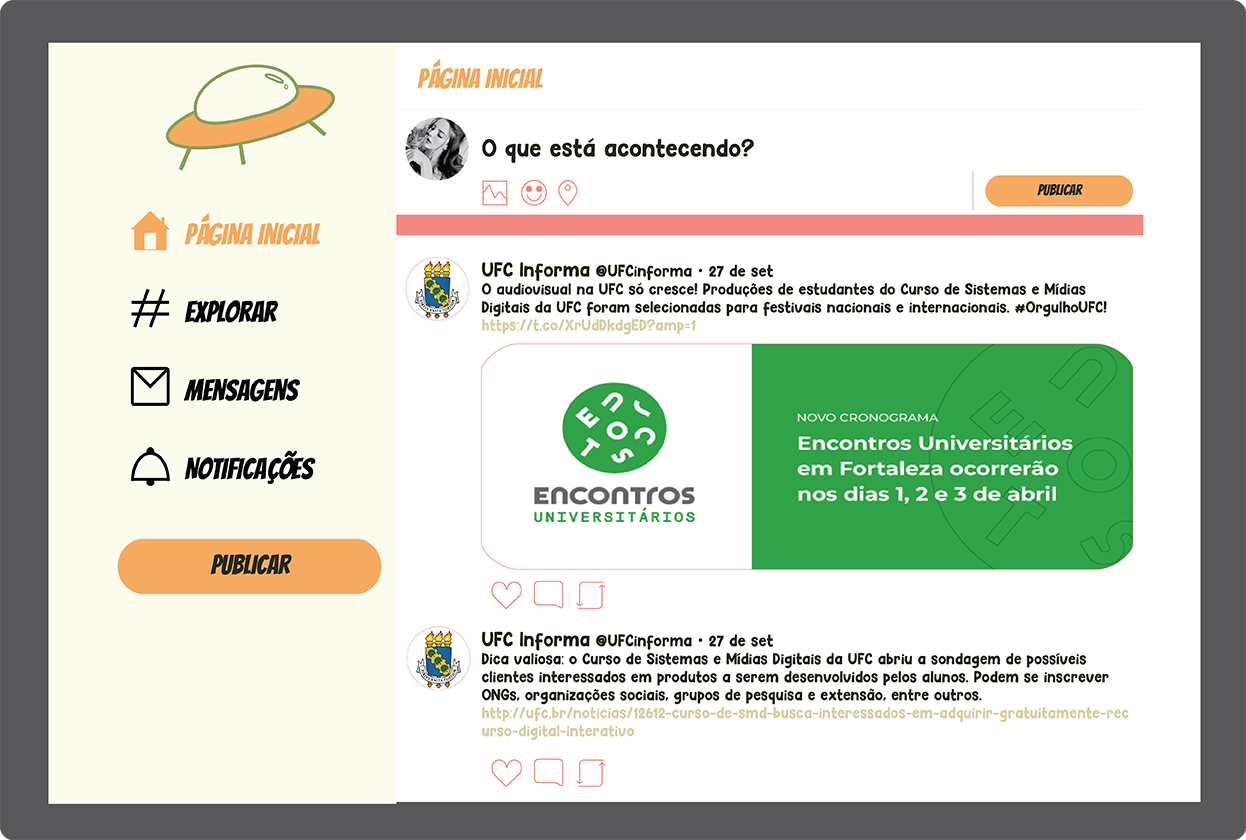 PÁGINA INICIAL
EXPLORAR
MENSAGENS
NOTIFICAÇÕES
PUBLICAR
PÁGINA INICIAL
O que está acontecendo?
PUBLICAR
UFC Informa @UFCinforma • 27 de set
O audiovisual na UFC só cresce! Produções de estudantes do Curso de Sistemas e Mídias
Digitais da UFC foram selecionadas para festivais nacionais e internacionais. #OrgulhoUFC!
https://t.co/XrUdDkdgED?amp=1
ENCONTROS
ENCONTROS
UNIVERSITÁRIOS
NOVO CRONOGRAMA
Encontros Universitários
em Fortaleza ocorrerão
nos dias 1, 2 e 3 de abril
UFC Informa @UFCinforma • 27 de set
Dica valiosa: o Curso de Sistemas e Mídias Digitais da UFC abriu a sondagem de possíveis
clientes interessados em produtos a serem desenvolvidos pelos alunos. Podem se inscrever
ONGs, organizações sociais, grupos de pesquisa e extensão, entre outros.
http://ufc.br/noticias/12612-curso-de-smd-busca-interessados-em-adquirir-gratuitamente-rec
urso-digital-interativo